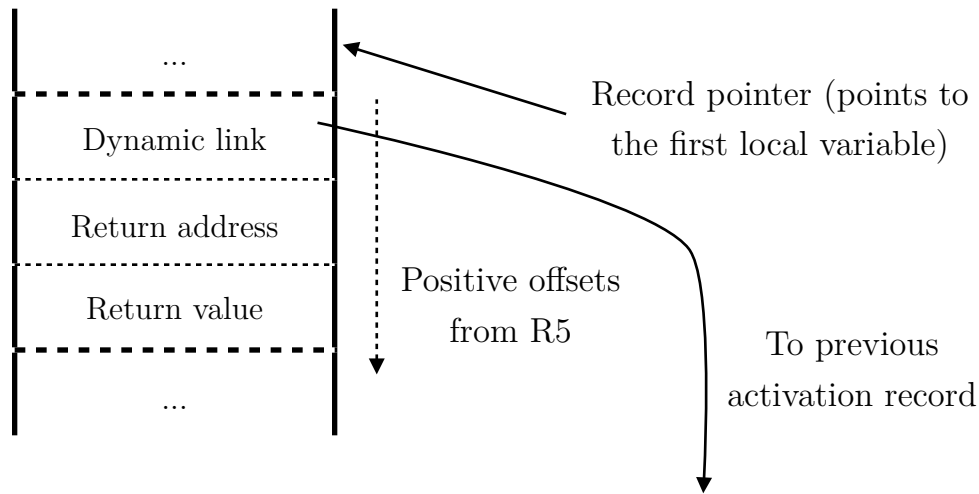 ...
Record pointer (points to
the first local variable)
Dynamic link
Return address
Return value
Positive offsets
from R5
To previous
activation record
...